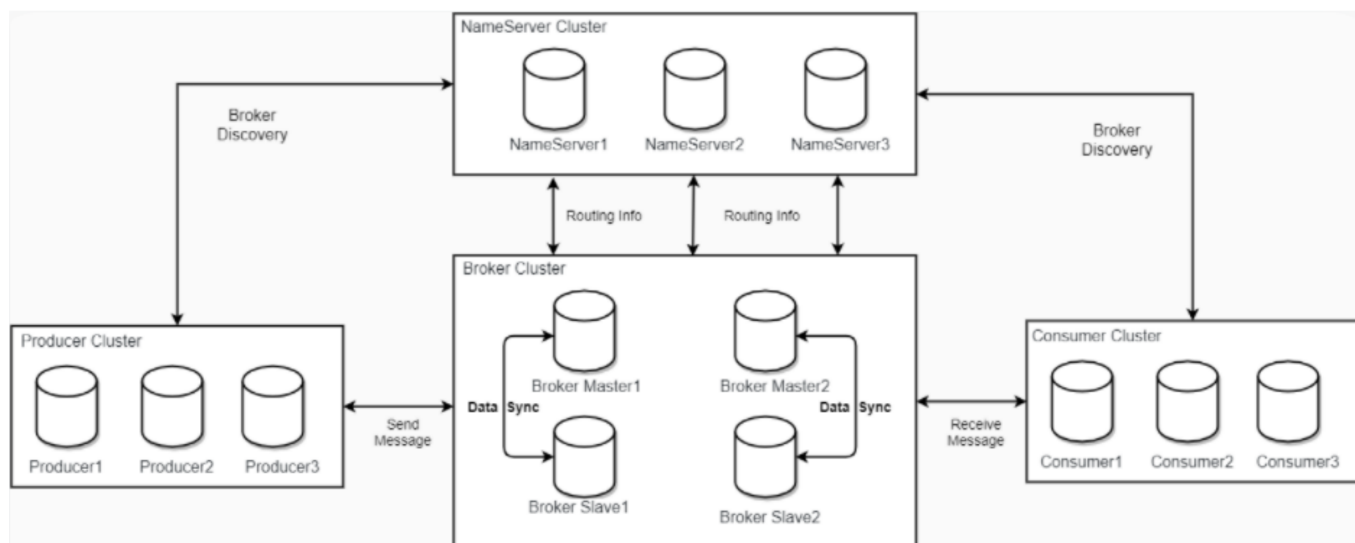 NameServer Cluster
NameServer1
NameServer2
NameServer3
Broker
Discovery
Broker
Discovery
Routing Info
Routing Info
Broker Cluster
Broker Master1
Broker Master2
Data Sync
Data Sync
Broker Slave1
Broker Slave2
Producer Cluster
Producer1
Producer2
Producer3
Send
Message
Receive
Message
Consumer Cluster
Consumer1
Consumer2
Consumer3